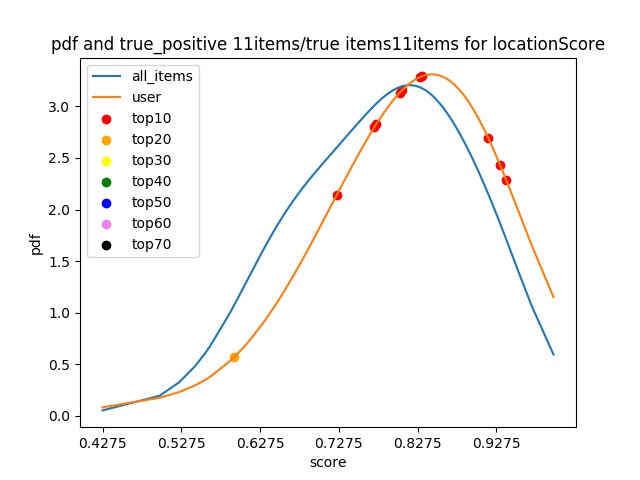 pdf and true_positive 11items/true items11items for locationScore
all_items
user
top10
top20
top30
top40
top50
top60
top70
pdf
3.0
2.5
2.0
1.5
1.0
0.5
0.0
0.4275 0.5275 0.6275 0.7275 0.8275 0.9275
score